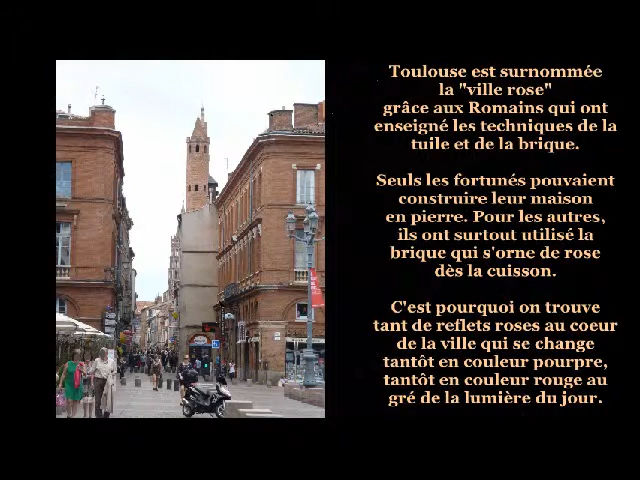 Toulouse est surnommée
la "ville rose"
grâce aux Romains qui ont
enseigné les techniques de la
tuile et de la brique.
Seuls les fortunés pouvaient
construire leur maison
en pierre. Pour les autres,
ils ont surtout utilisé la
brique qui s'orne de rose
dès la cuisson.
C'est pourquoi on trouve
tant de reflets roses au coeur
de la ville qui se change
tantôt en couleur pourpre,
tantôt en couleur rouge au
gré de la lumière du jour.